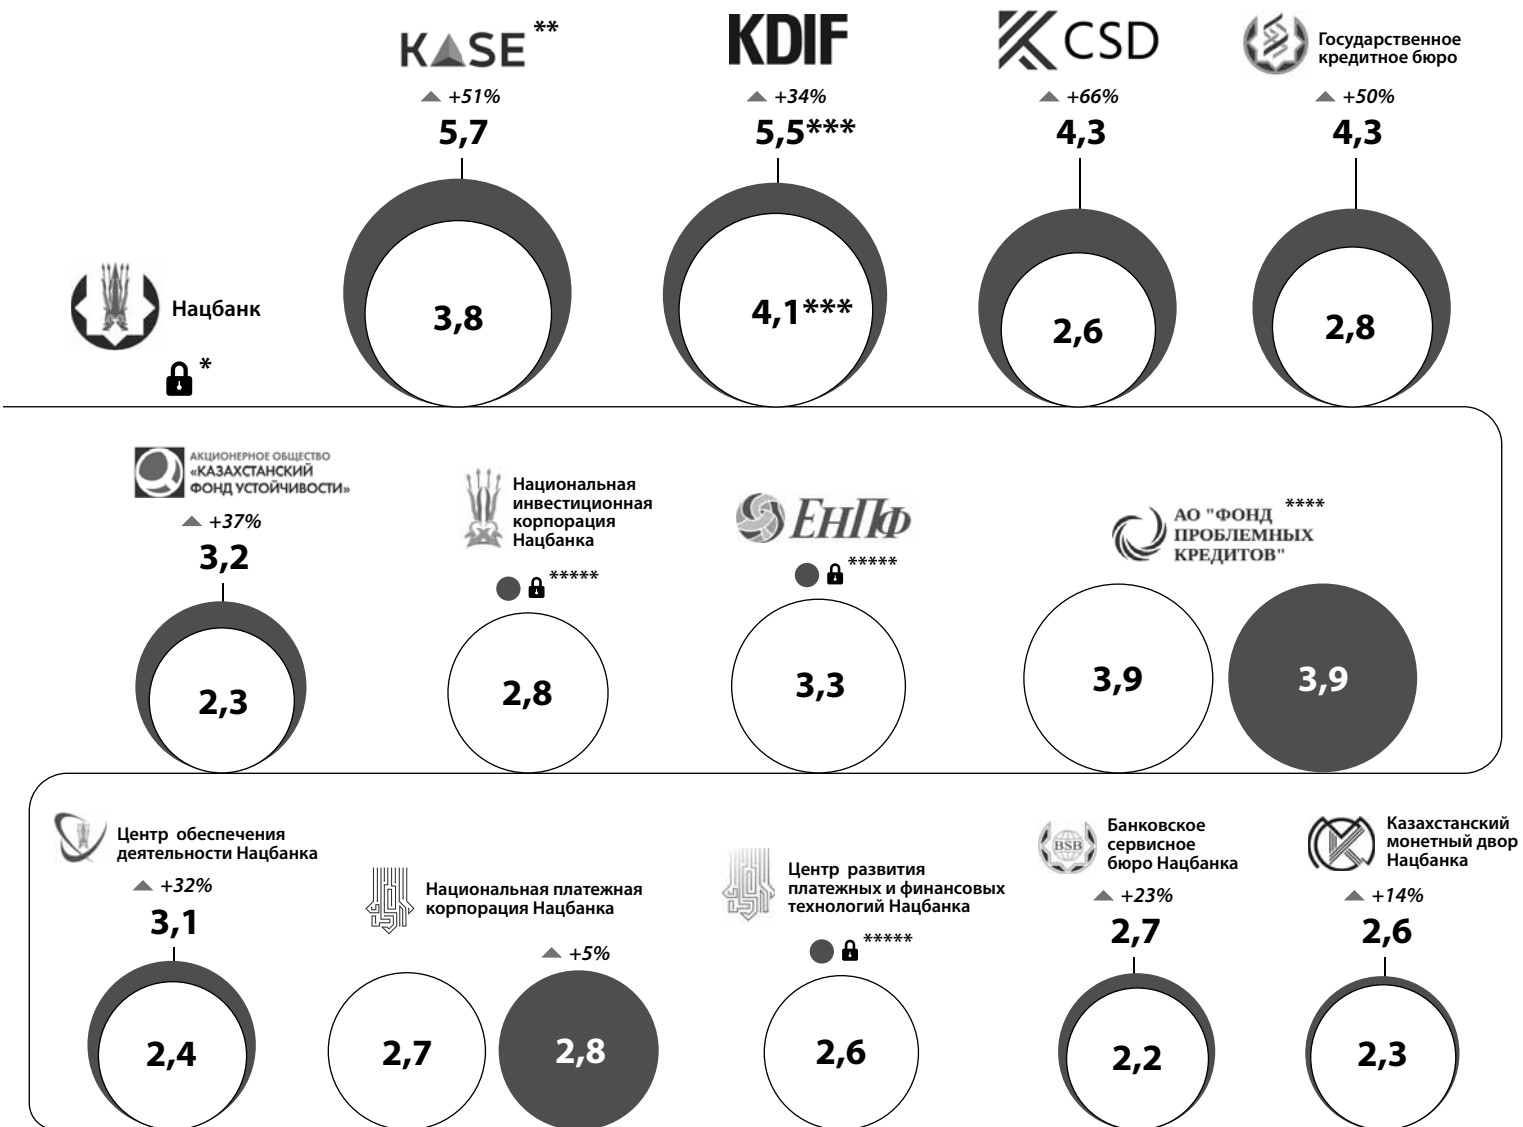 KASE **
+51%
5,7
3,8
KDIF
+34%
5,5***
4,1***
CSD
+66%
4,3
2,6
Государственное
кредитное бюро
+50%
4,3
2,8
Нацбанк
*
АКЦИОНЕРНОЕ ОБЩЕСТВО
«КАЗАХСТАНСКИЙ
ФОНД УСТОЙЧИВОСТИ»
+37%
3,2
2,3
Национальная
инвестиционная
корпорация
Нацбанка
*****
2,8
ЕНПФ
*****
3,3
АО "ФОНД ****
ПРОБЛЕМНЫХ
КРЕДИТОВ"
3,9
3,9
Центр обеспечения
деятельности Нацбанка
+32%
3,1
2,4
Национальная платежная
корпорация Нацбанка
+5%
2,7
2,8
Центр развития
платежных и финансовых
технологий Нацбанка
*****
2,6
BSB
Банковское
сервисное
бюро Нацбанка
+23%
2,7
2,2
Казахстанский
монетный двор
Нацбанка
+14%
2,6
2,3